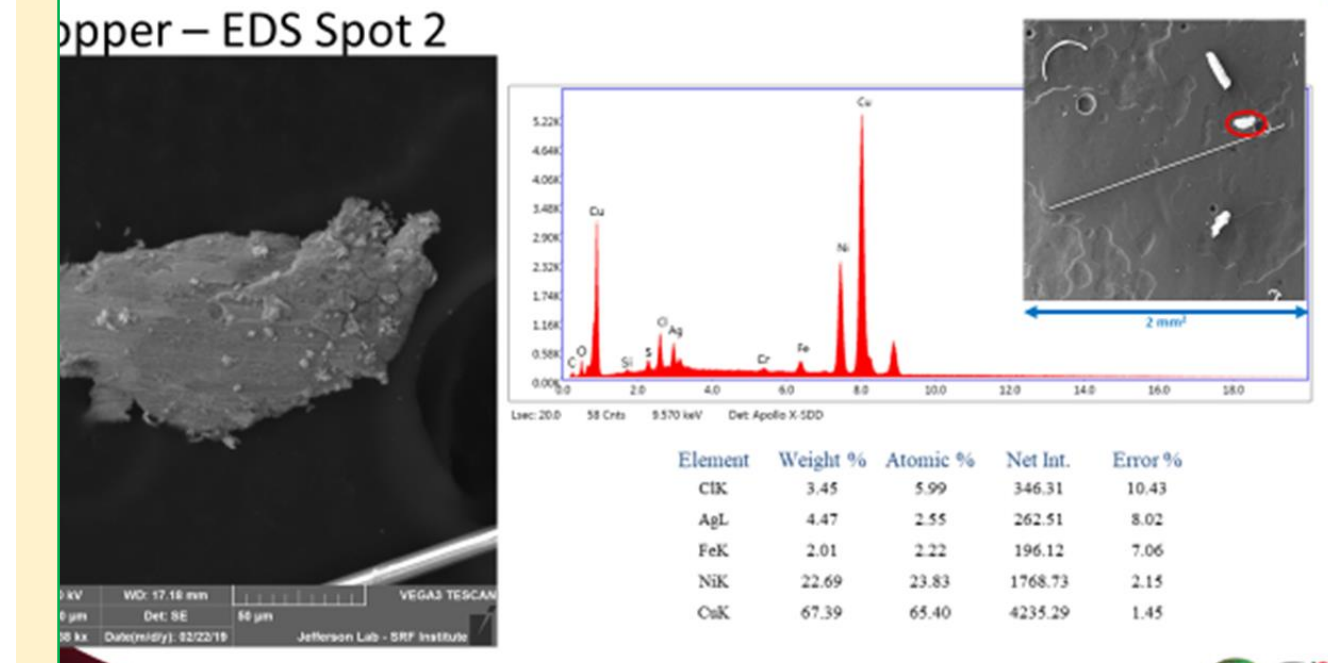 opper – EDS Spot 2
0 kV WD: 17.18 mm VEGA3 TESCAN
0 µm Det: SE 50 µm
58 kx Date(m/d/y): 02/22/19 Jefferson Lab - SRF Institute
5.22K
4.64K
4.06K
3.48K
2.90K
2.32K
1.74K
1.16K
0.58K
0.00K
C O Cu Si S Cl Ag Cr Fe Ni Cu
0.0 2.0 4.0 6.0 8.0 10.0 12.0 14.0 16.0 18.0
Lsec: 20.0 58 Cnts 9.570 keV Det: Apollo X-SDD
2 mm²
Element Weight % Atomic % Net Int. Error %
ClK 3.45 5.99 346.31 10.43
AgL 4.47 2.55 262.51 8.02
FeK 2.01 2.22 196.12 7.06
NiK 22.69 23.83 1768.73 2.15
CuK 67.39 65.40 4235.29 1.45